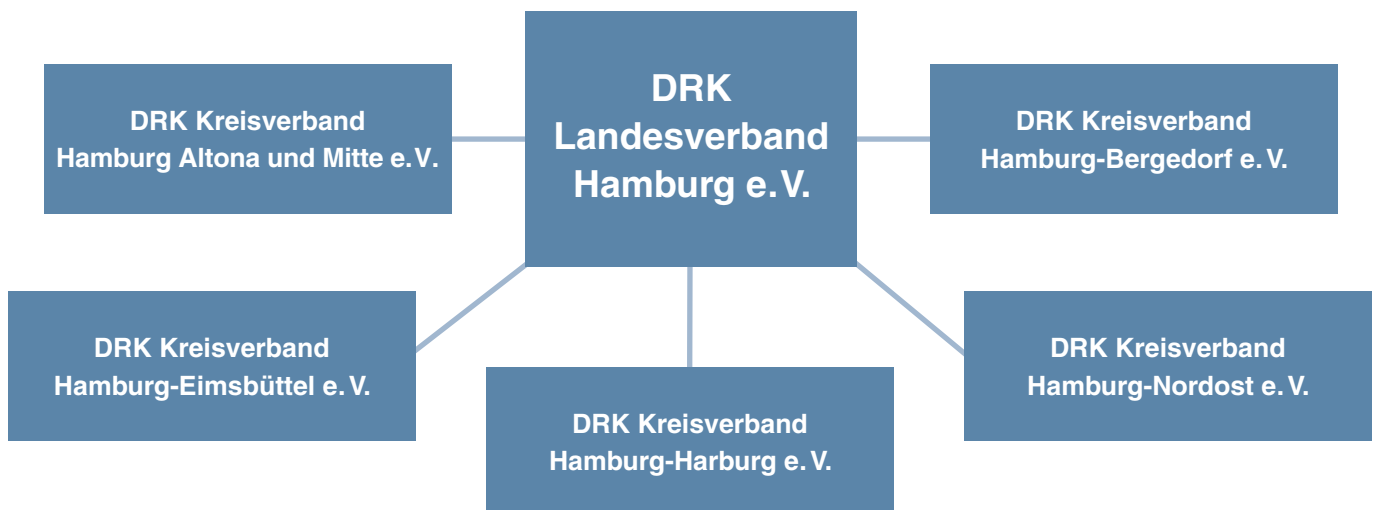 DRK
Landesverband
Hamburg e. V.
DRK Kreisverband
Hamburg Altona und Mitte e. V.
DRK Kreisverband
Hamburg-Bergedorf e. V.
DRK Kreisverband
Hamburg-Eimsbüttel e. V.
DRK Kreisverband
Hamburg-Harburg e. V.
DRK Kreisverband
Hamburg-Nordost e. V.